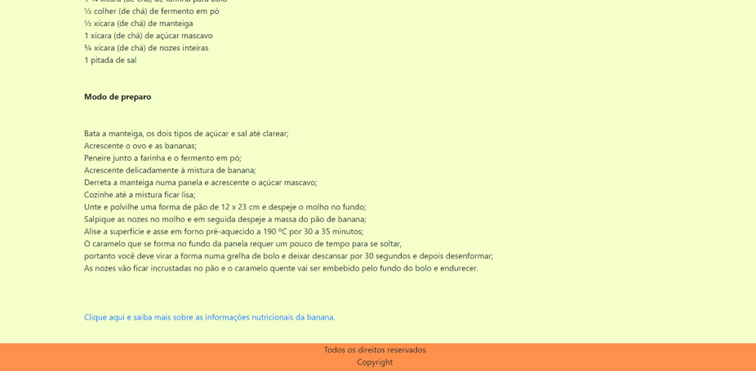 ½ colher (de chá) de fermento em pó
½ xícara (de chá) de manteiga
1 xícara (de chá) de açúcar mascavo
¾ xícara (de chá) de nozes inteiras
1 pitada de sal
Modo de preparo
Bata a manteiga, os dois tipos de açúcar e sal até clarear;
Acrescente o ovo e as bananas;
Peneire junto a farinha e o fermento em pó;
Acrescente delicadamente à mistura de banana;
Derreta a manteiga numa panela e acrescente o açúcar mascavo;
Cozinhe até a mistura ficar lisa;
Unte e polvilhe uma forma de pão de 12 x 23 cm e despeje o molho no fundo;
Salpique as nozes no molho e em seguida despeje a massa do pão de banana;
Alise a superfície e asse em forno pré-aquecido a 190 ºC por 30 a 35 minutos;
O caramelo que se forma no fundo da panela requer um pouco de tempo para se soltar,
portanto você deve virar a forma numa grelha de bolo e deixar descansar por 30 segundos e depois desenformar;
As nozes vão ficar incrustadas no pão e o caramelo quente vai ser embebido pelo fundo do bolo e endurecer.
Clique aqui e saiba mais sobre as informações nutricionais da banana.
Todos os direitos reservados
Copyright